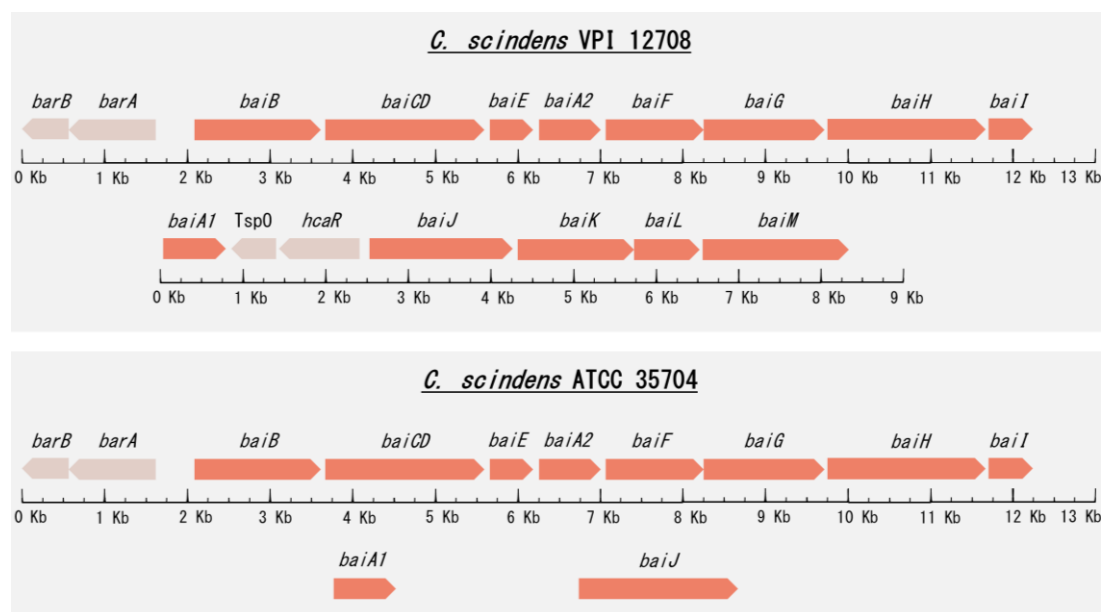 C. scindens VPI 12708
barB barA baiB baiCD baiE baiA2 baiF baiG baiH baiI
0 Kb 1 Kb 2 Kb 3 Kb 4 Kb 5 Kb 6 Kb 7 Kb 8 Kb 9 Kb 10 Kb 11 Kb 12 Kb 13 Kb
baiA1 TspO hcaR baiJ baiK baiL baiM
0 Kb 1 Kb 2 Kb 3 Kb 4 Kb 5 Kb 6 Kb 7 Kb 8 Kb 9 Kb
C. scindens ATCC 35704
barB barA baiB baiCD baiE baiA2 baiF baiG baiH baiI
0 Kb 1 Kb 2 Kb 3 Kb 4 Kb 5 Kb 6 Kb 7 Kb 8 Kb 9 Kb 10 Kb 11 Kb 12 Kb 13 Kb
baiA1 baiJ